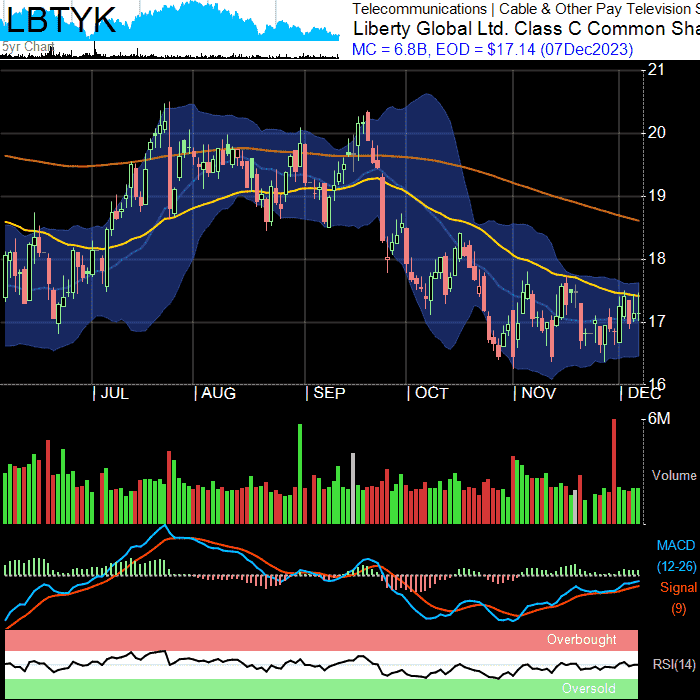 LBTYK
5yr Chart
Telecommunications | Cable & Other Pay Television S
Liberty Global Ltd. Class C Common Sha
MC = 6.8B, EOD = $17.14 (07Dec2023)
21
20
19
18
17
16
| JUL | AUG | SEP | OCT | NOV | DEC
6M
Volume
MACD
(12-26)
Signal
(9)
Overbought
RSI(14)
Oversold